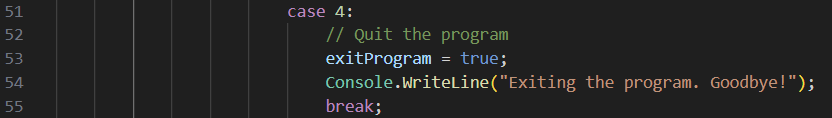 51 case 4:
52 // Quit the program
53 exitProgram = true;
54 Console.WriteLine("Exiting the program. Goodbye!");
55 break;